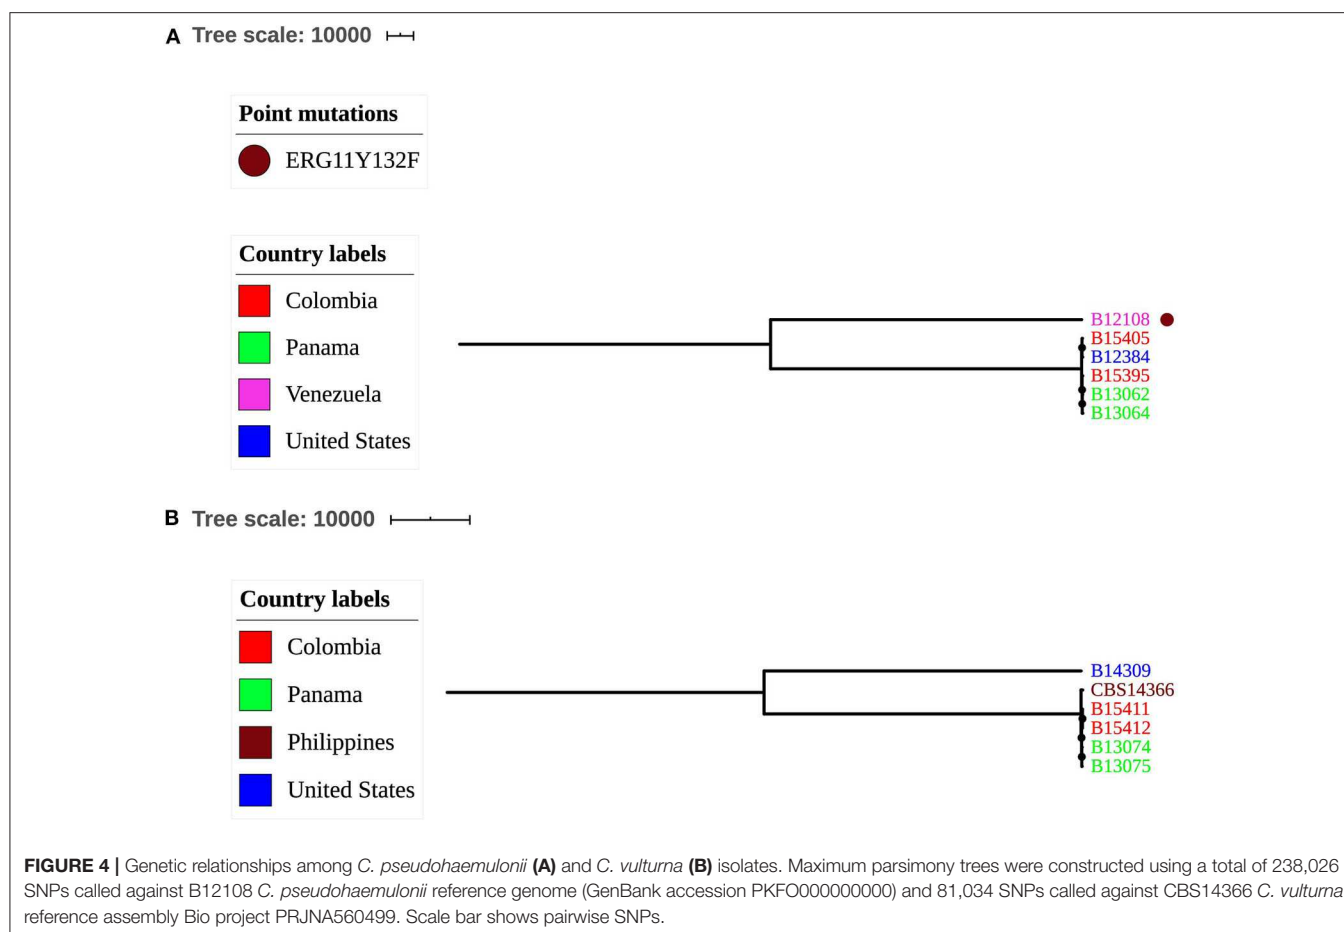 A Tree scale: 10000
Point mutations
ERG11Y132F
Country labels
Colombia
Panama
Venezuela
United States
B12108
B15405
B12384
B15395
B13062
B13064
B Tree scale: 10000
Country labels
Colombia
Panama
Philippines
United States
B14309
CBS14366
B15411
B15412
B13074
B13075
FIGURE 4 | Genetic relationships among C. pseudohaemulonii (A) and C. vulturna (B) isolates. Maximum parsimony trees were constructed using a total of 238,026
SNPs called against B12108 C. pseudohaemulonii reference genome (GenBank accession PKFO000000000) and 81,034 SNPs called against CBS14366 C. vulturna
reference assembly Bio project PRJNA560499. Scale bar shows pairwise SNPs.